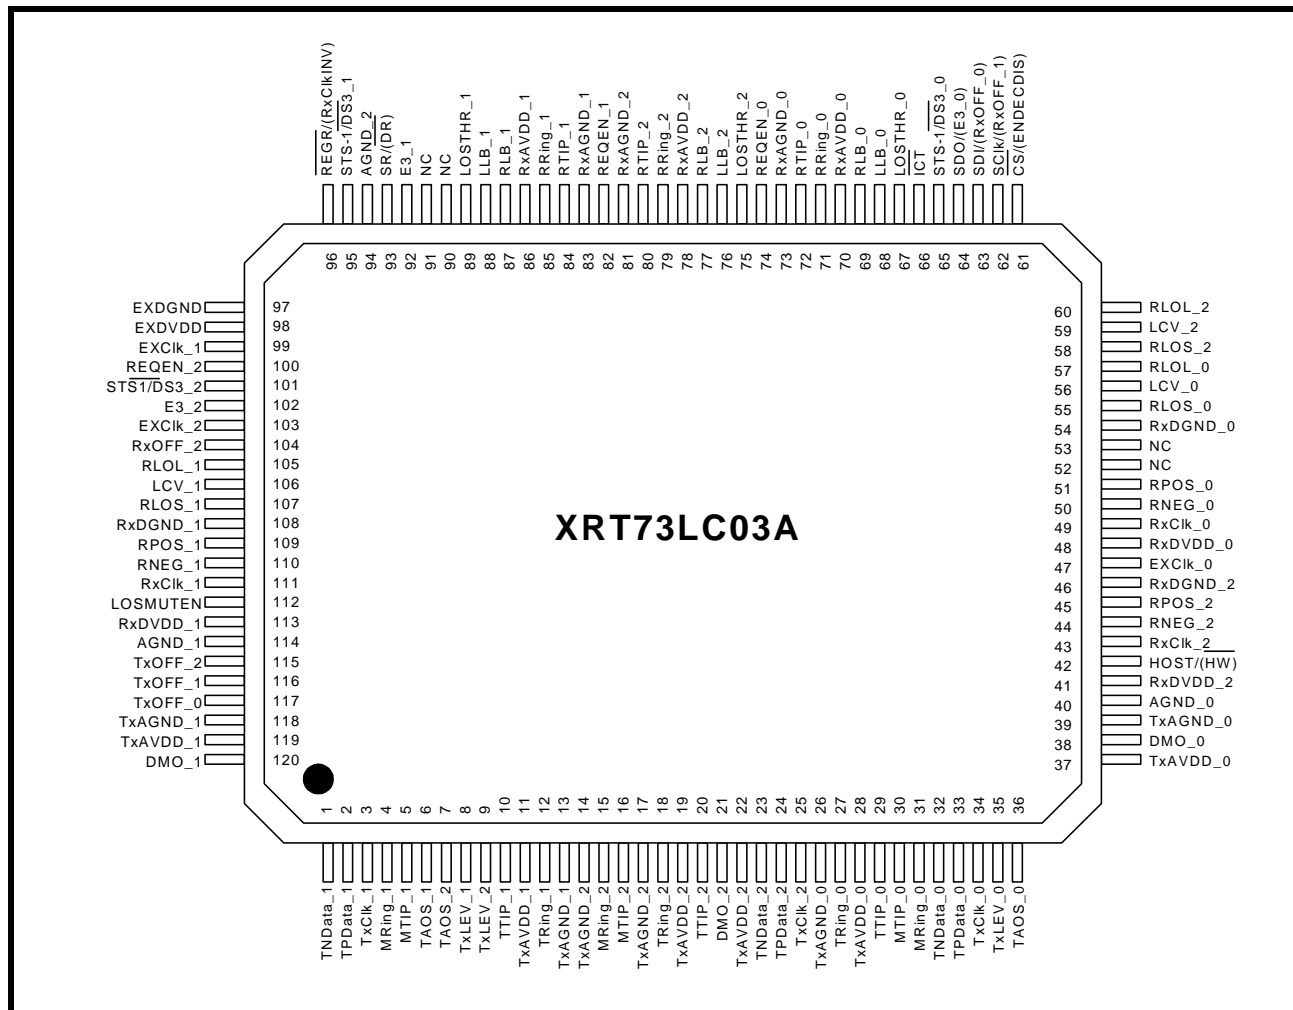 REGR/(RxClkINV)
STS-1/DS3_1
AGND_2
SR/(DR)
E3_1
NC
NC
LOSTHR_1
LLB_1
RLB_1
RxAVDD_1
RRing_1
RTIP_1
RxAGND_1
REQEN_1
RxAGND_2
RTIP_2
RRing_2
RxAVDD_2
RLB_2
LLB_2
LOSTHR_2
REQEN_0
RxAGND_0
RTIP_0
RRing_0
RxAVDD_0
RLB_0
LLB_0
LOSTHR_0
ICT
STS-1/DS3_0
SDO/(E3_0)
SDI/(RxOFF_0)
SClk/(RxOFF_1)
CS/(ENDECDIS)
96
95
94
93
92
91
90
89
88
87
86
85
84
83
82
81
80
79
78
77
76
75
74
73
72
71
70
69
68
67
66
65
64
63
62
61
EXDGND 97
EXDVDD 98
EXClk_1 99
REQEN_2 100
STS1/DS3_2 101
E3_2 102
EXClk_2 103
RxOFF_2 104
RLOL_1 105
LCV_1 106
RLOS_1 107
RxDGND_1 108
RPOS_1 109
RNEG_1 110
RxClk_1 111
LOSMUTEN 112
RxDVDD_1 113
AGND_1 114
TxOFF_2 115
TxOFF_1 116
TxOFF_0 117
TxAGND_1 118
TxAVDD_1 119
DMO_1 120
XRT73LC03A
60 RLOL_2
59 LCV_2
58 RLOS_2
57 RLOL_0
56 LCV_0
55 RLOS_0
54 RxDGND_0
53 NC
52 NC
51 RPOS_0
50 RNEG_0
49 RxClk_0
48 RxDVDD_0
47 EXClk_0
46 RxDGND_2
45 RPOS_2
44 RNEG_2
43 RxClk_2
42 HOST/(HW)
41 RxDVDD_2
40 AGND_0
39 TxAGND_0
38 DMO_0
37 TxAVDD_0
1
2
3
4
5
6
7
8
9
10
11
12
13
14
15
16
17
18
19
20
21
22
23
24
25
26
27
28
29
30
31
32
33
34
35
36
TNData_1
TPData_1
TxClk_1
MRing_1
MTIP_1
TAOS_1
TAOS_2
TxLEV_1
TxLEV_2
TTIP_1
TxAVDD_1
TRing_1
TxAGND_1
TxAGND_2
MRing_2
MTIP_2
TxAGND_2
TRing_2
TxAVDD_2
TTIP_2
DMO_2
TxAVDD_2
TNData_2
TPData_2
TxClk_2
TxAGND_0
TRing_0
TxAVDD_0
TTIP_0
MTIP_0
MRing_0
TNData_0
TPData_0
TxClk_0
TxLEV_0
TAOS_0